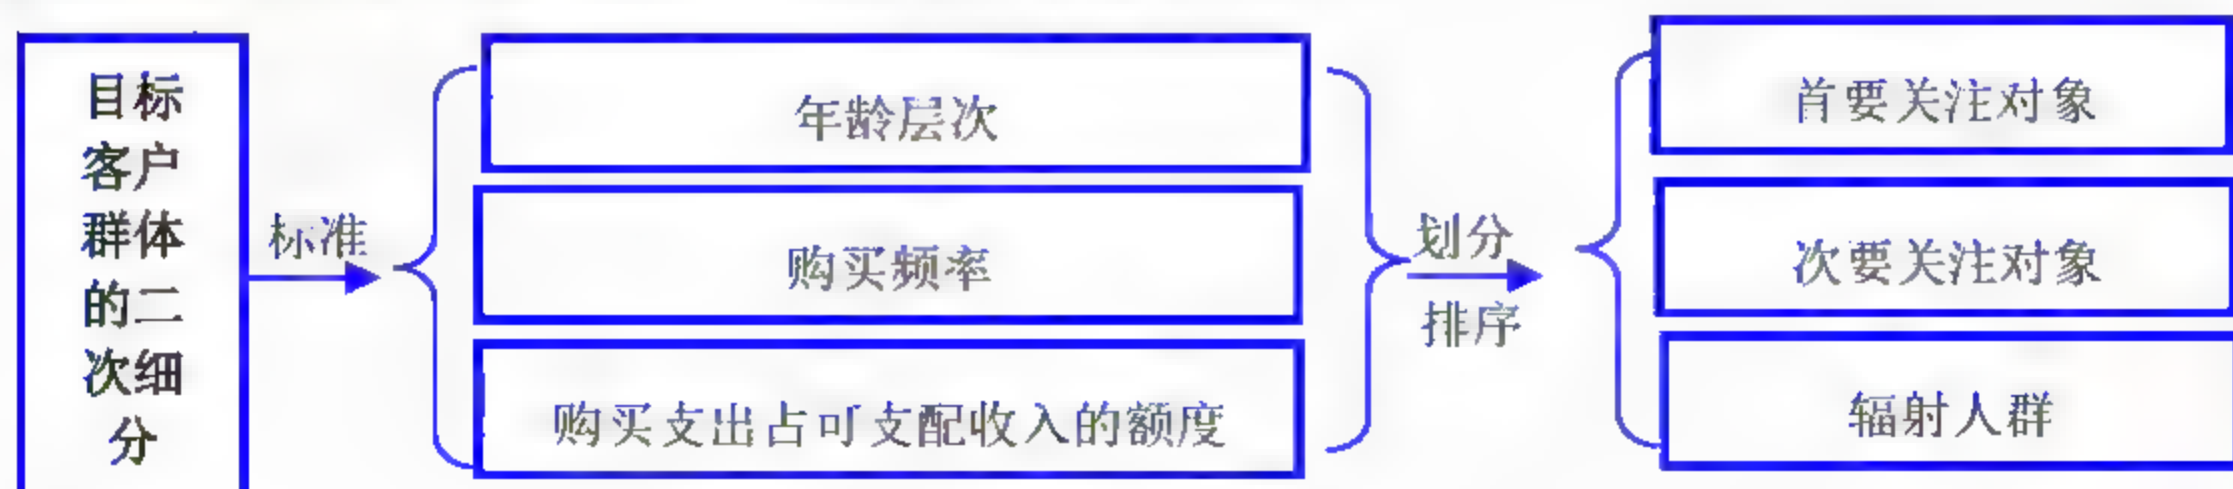 目标
客户
群体
的二
次细
分
标准
年龄层次
购买频率
购买支出占可支配收入的额度
划分
排序
首要关注对象
次要关注对象
辐射人群